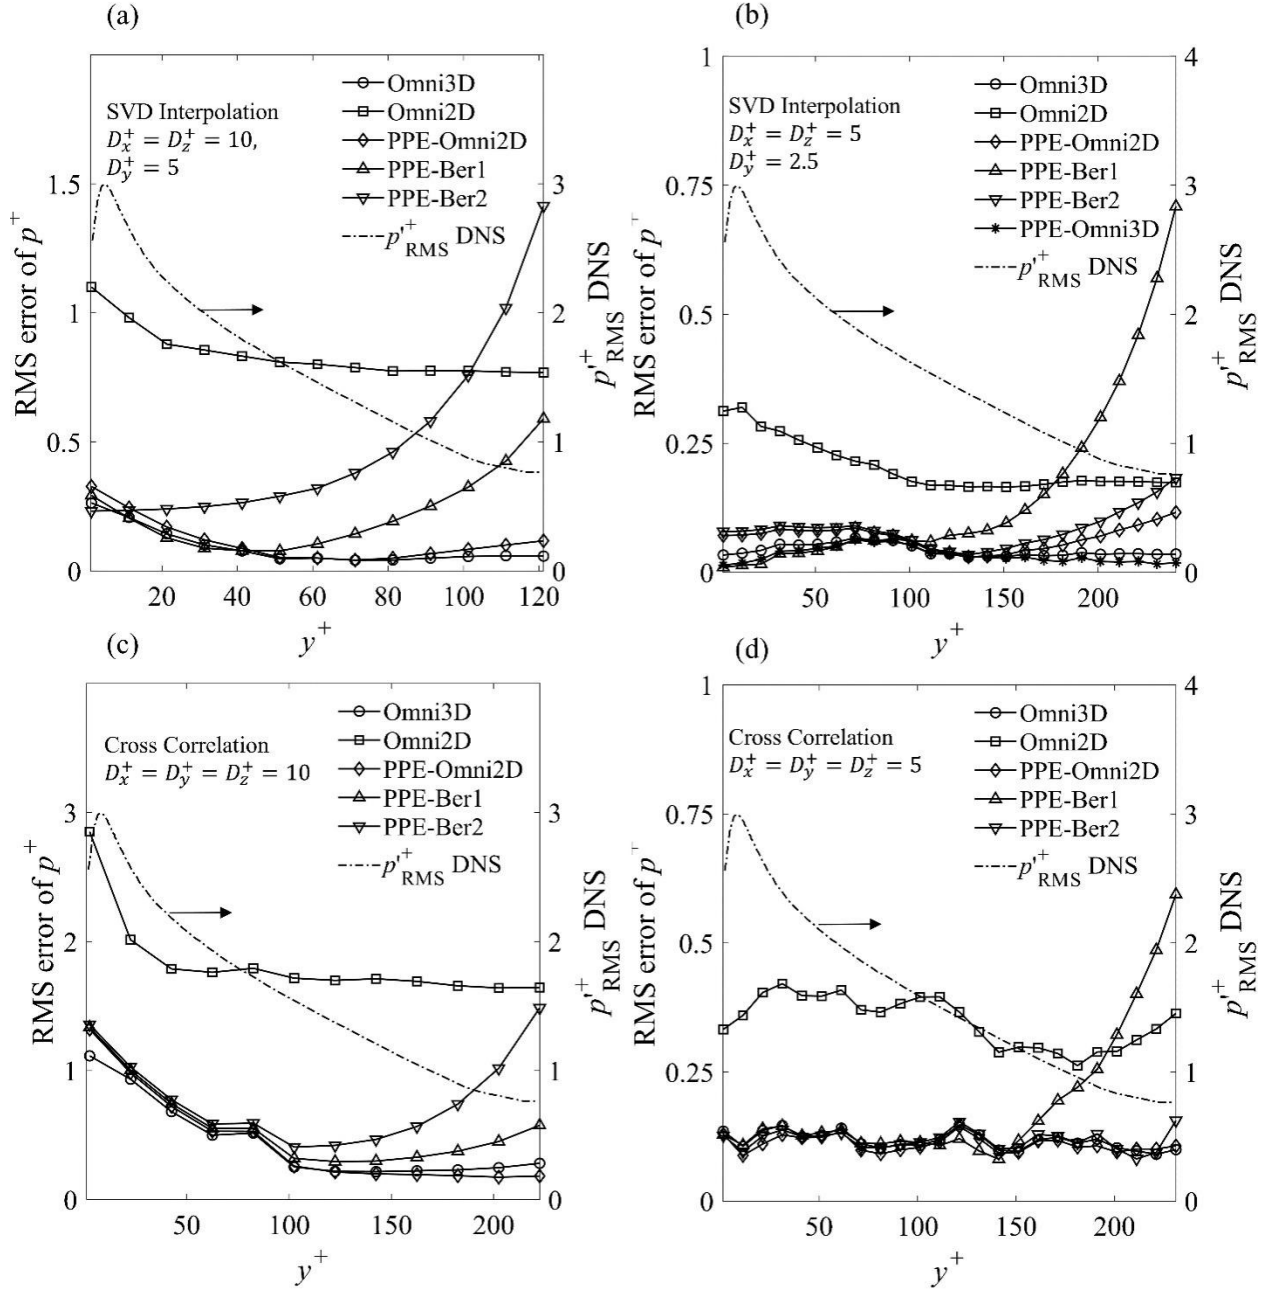 (a)
Omni3D
Omni2D
PPE-Omni2D
PPE-Ber1
PPE-Ber2
p'+RMS DNS
SVD Interpolation
D+x = D+z = 10,
D+y = 5
1.5
1
0.5
0
RMS error of p+
3
2
1
0
p'+RMS DNS
20 40 60 80 100 120
y+
(b)
1
0.75
0.5
0.25
0
RMS error of p
Omni3D
Omni2D
PPE-Omni2D
PPE-Ber1
PPE-Ber2
PPE-Omni3D
p'+RMS DNS
SVD Interpolation
D+x = D+z = 5
D+y = 2.5
4
3
2
1
0
p'+RMS DNS
50 100 150 200
y+
(c)
Omni3D
Omni2D
PPE-Omni2D
PPE-Ber1
PPE-Ber2
p'+RMS DNS
Cross Correlation
D+x = D+y = D+z = 10
3
2
1
0
RMS error of p+
3
2
1
0
p'+RMS DNS
50 100 150 200
y+
(d)
1
0.75
0.5
0.25
0
RMS error of p
Omni3D
Omni2D
PPE-Omni2D
PPE-Ber1
PPE-Ber2
p'+RMS DNS
Cross Correlation
D+x = D+y = D+z = 5
4
3
2
1
0
p'+RMS DNS
50 100 150 200
y+